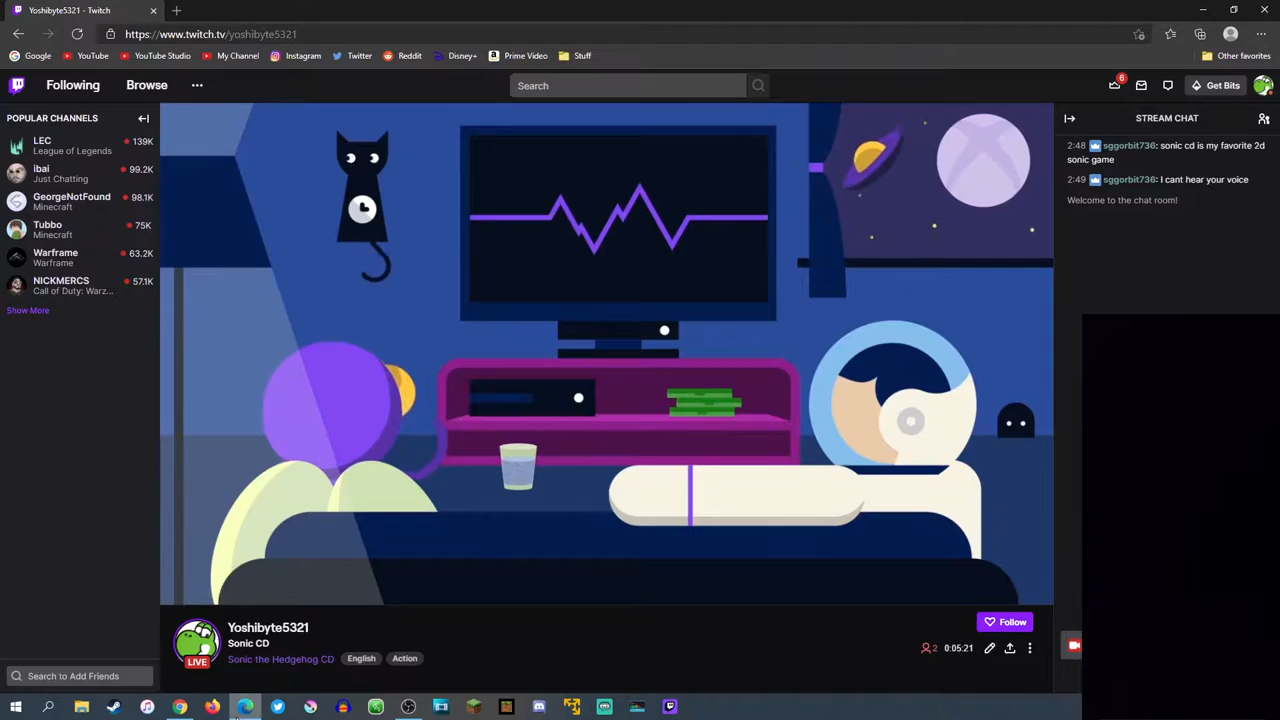 Yoshibyte5321 - Twitch
https://www.twitch.tv/yoshibyte5321
Google YouTube YouTube Studio My Channel Instagram Twitter Reddit Disney+ Prime Video Stuff Other favorites
Following Browse Search 6 Get Bits
POPULAR CHANNELS
LEC 139K
League of Legends
ibai 99.2K
Just Chatting
GeorgeNotFound 98.1K
Minecraft
Tubbo 75K
Minecraft
Warframe 63.2K
Warframe
NICKMERCS 57.1K
Call of Duty: Warz...
Show More
STREAM CHAT
2:48 sggorbit736: sonic cd is my favorite 2d
sonic game
2:49 sggorbit736: I cant hear your voice
Welcome to the chat room!
Yoshibyte5321
Sonic CD
LIVE
Sonic the Hedgehog CD English Action
Follow
2 0:05:21
Search to Add Friends